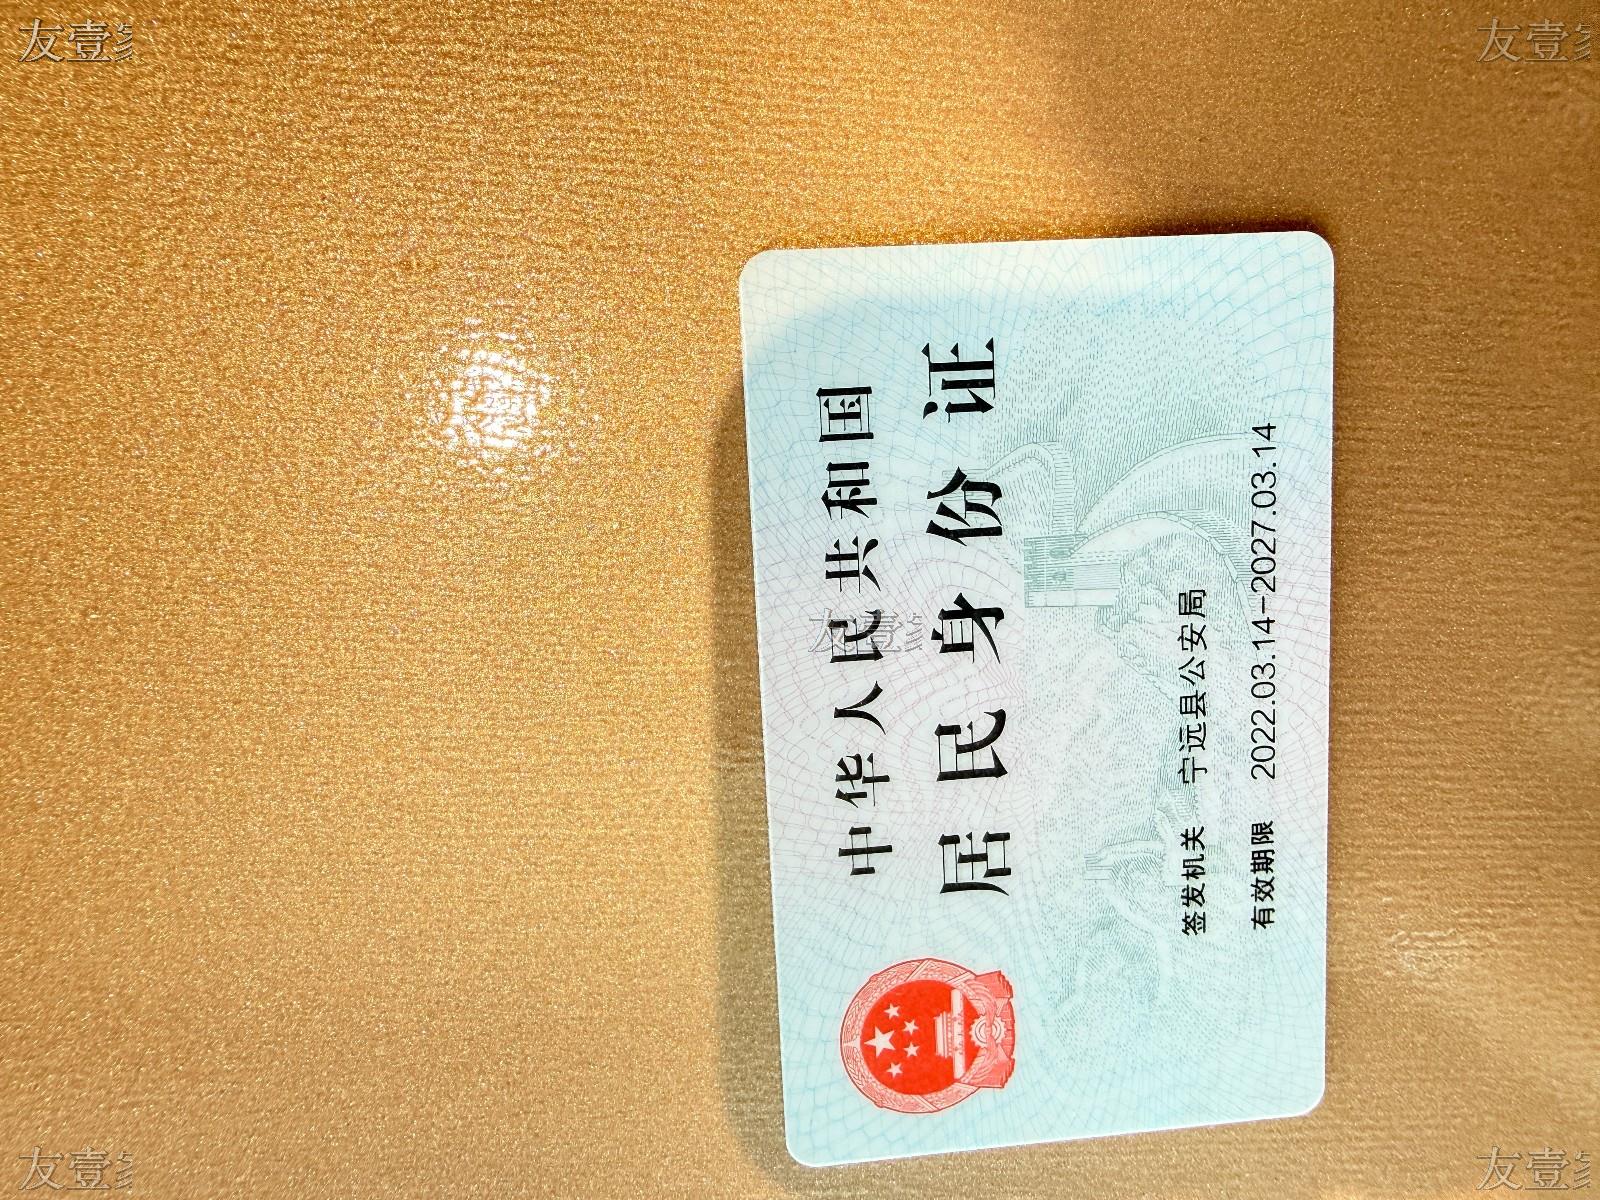 中华人民共和国
居民身份证
签发机关 宁远县公安局
有效期限 2022.03.14-2027.03.14
友壹
友壹
友壹
友壹
友壹